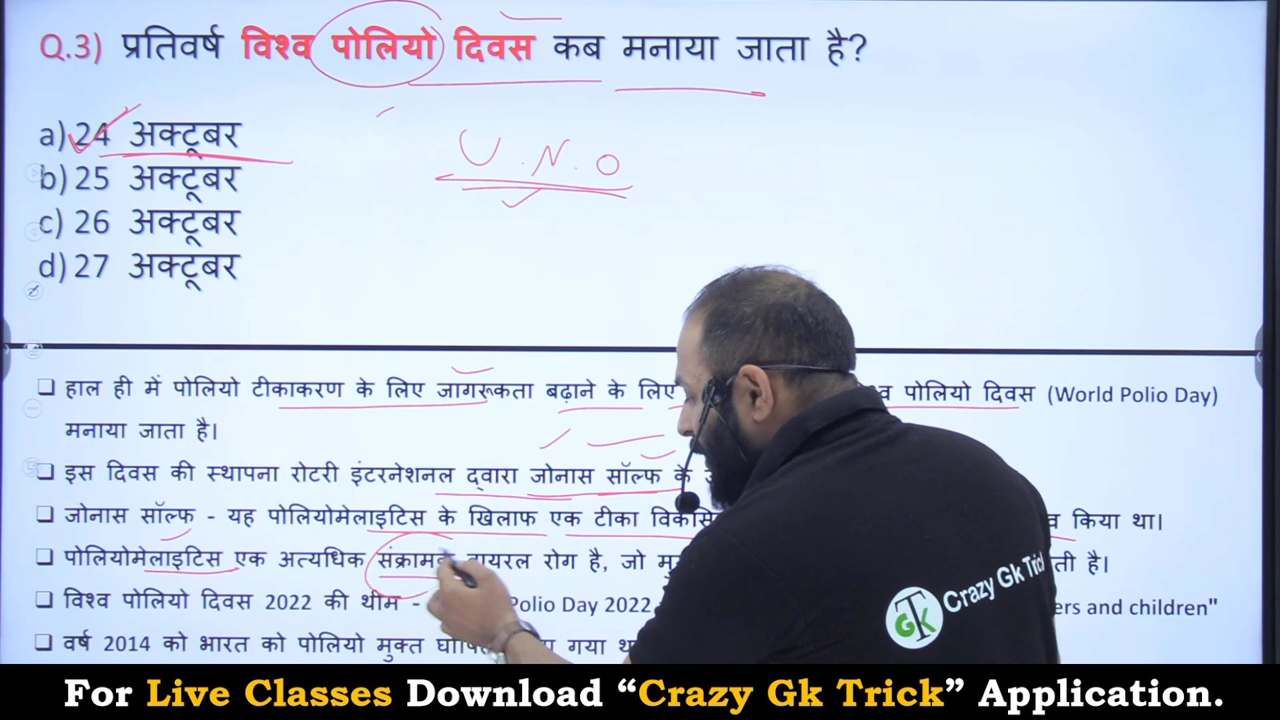 Q.3) प्रतिवर्ष विश्व पोलियो दिवस कब मनाया जाता है?
a) 24 अक्टूबर
U.N.O
b) 25 अक्टूबर
c) 26 अक्टूबर
d) 27 अक्टूबर
हाल ही में पोलियो टीकाकरण के लिए जागरूकता बढ़ाने के लिए पोलियो दिवस (World Polio Day)
मनाया जाता है।
इस दिवस की स्थापना रोटरी इंटरनेशनल द्वारा जोनास सॉल्फ के
जोनास सॉल्फ - यह पोलियोमेलाइटिस के खिलाफ एक टीका किया था।
पोलियोमेलाइटिस एक अत्यधिक रोग है, जो है।
विश्व पोलियो दिवस 2022 की थीम - Polio Day 2022 and children"
वर्ष 2014 को भारत को पोलियो मुक्त गया
Crazy Gk Trick
GTK
For Live Classes Download “Crazy Gk Trick” Application.